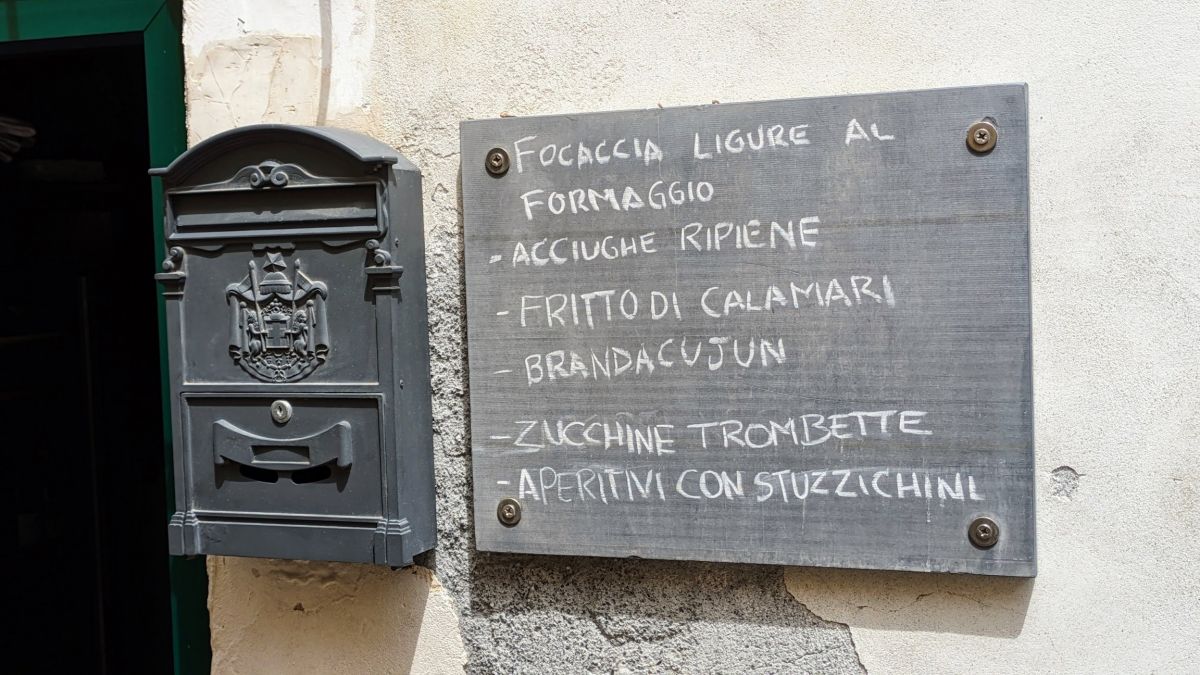 FOCACCIA LIGURE AL
FORMAGGIO
- ACCIUGHE RIPIENE
- FRITTO DI CALAMARI
- BRANDACUJUN
- ZUCCHINE TROMBETTE
- APERITIVI CON STUZZICHINI